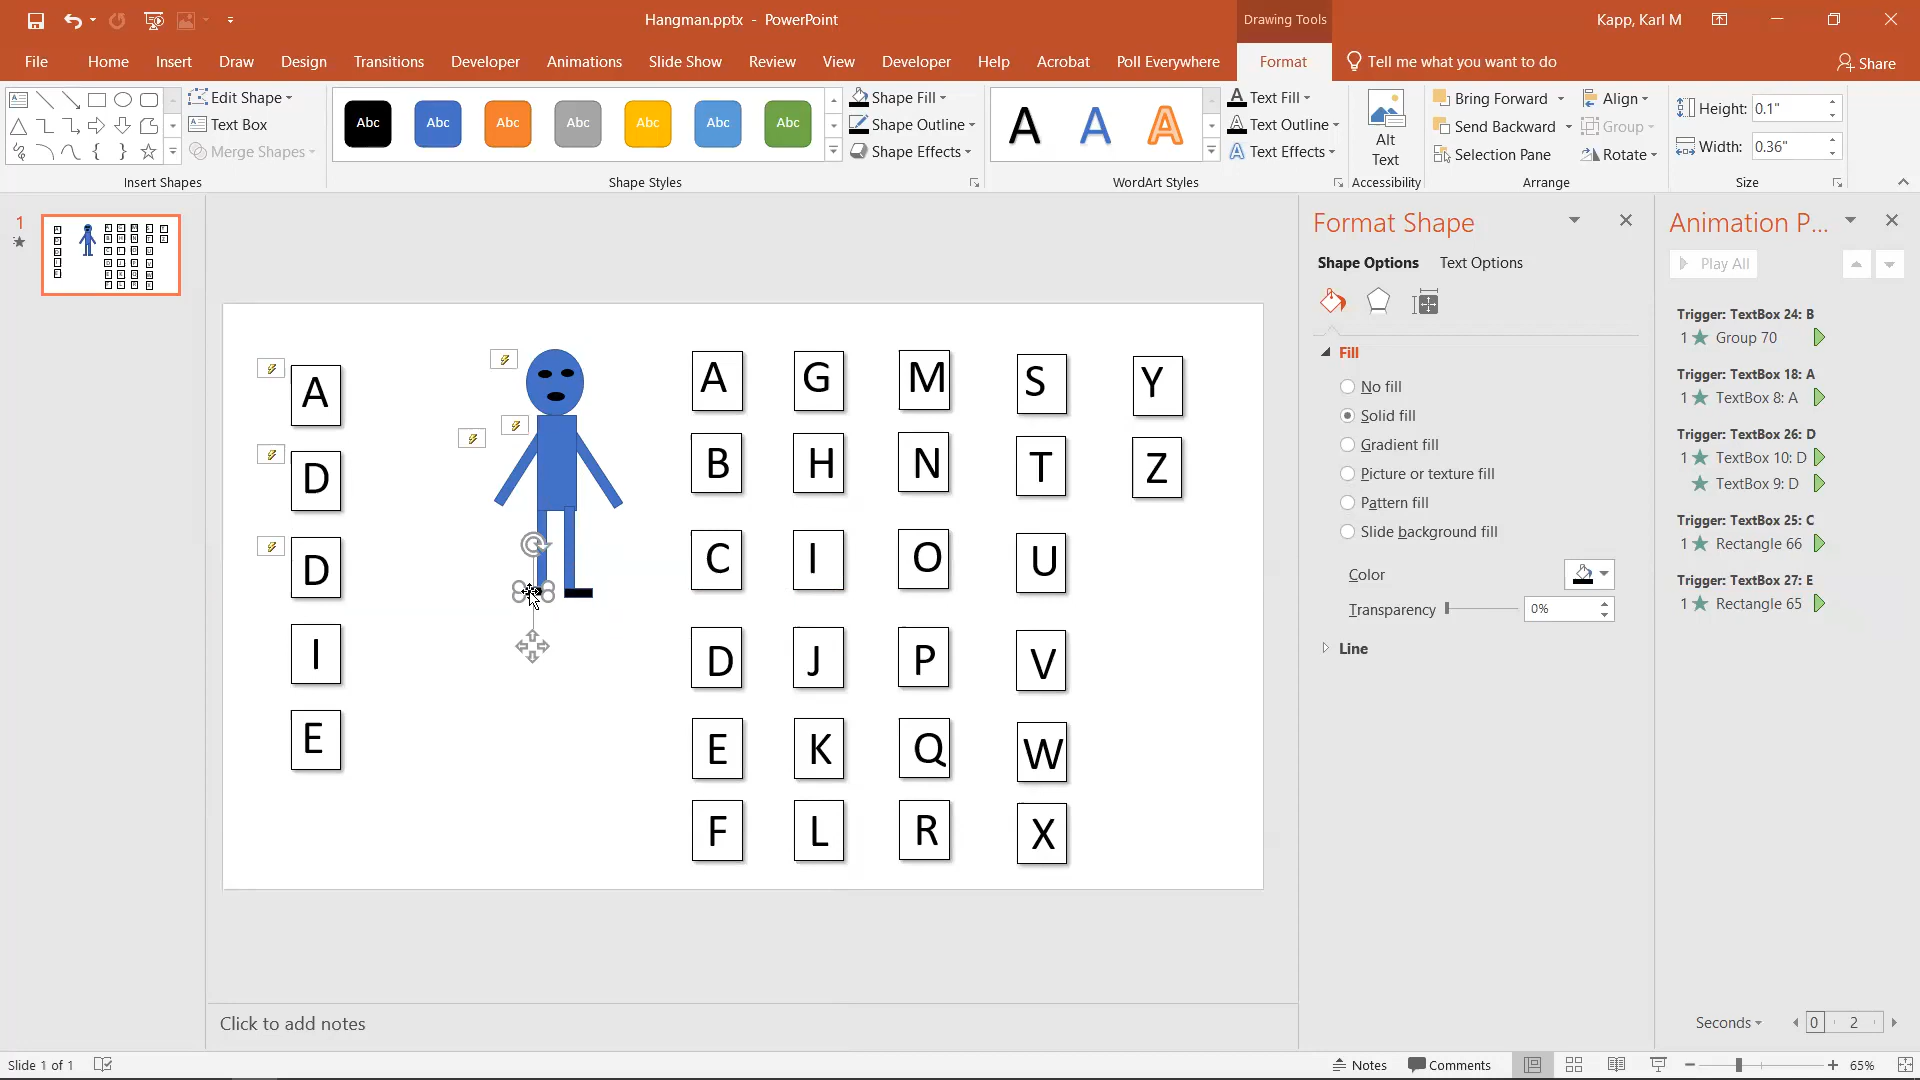 Hangman.pptx - PowerPoint
Drawing Tools
Kapp, Karl M
File Home Insert Draw Design Transitions Developer Animations Slide Show Review View Developer Help Acrobat Poll Everywhere Format Tell me what you want to do Share
Edit Shape
Text Box
Merge Shapes
Insert Shapes
Abc Abc Abc Abc Abc Abc Abc
Shape Fill
Shape Outline
Shape Effects
Shape Styles
A A A
Text Fill
Text Outline
Text Effects
WordArt Styles
Alt
Text
Accessibility
Bring Forward
Send Backward
Selection Pane
Align
Group
Rotate
Arrange
Height: 0.1"
Width: 0.36"
Size
1
A
D
D
I
E
A G M S Y
B H N T Z
C I O U
D J P V
E K Q W
F L R X
Format Shape
Shape Options Text Options
Fill
No fill
Solid fill
Gradient fill
Picture or texture fill
Pattern fill
Slide background fill
Color
Transparency 0%
Line
Animation P...
Play All
Trigger: TextBox 24: B
1 Group 70
Trigger: TextBox 18: A
1 TextBox 8: A
Trigger: TextBox 26: D
1 TextBox 10: D
TextBox 9: D
Trigger: TextBox 25: C
1 Rectangle 66
Trigger: TextBox 27: E
1 Rectangle 65
Seconds 0 2
Click to add notes
Slide 1 of 1
Notes Comments 65%